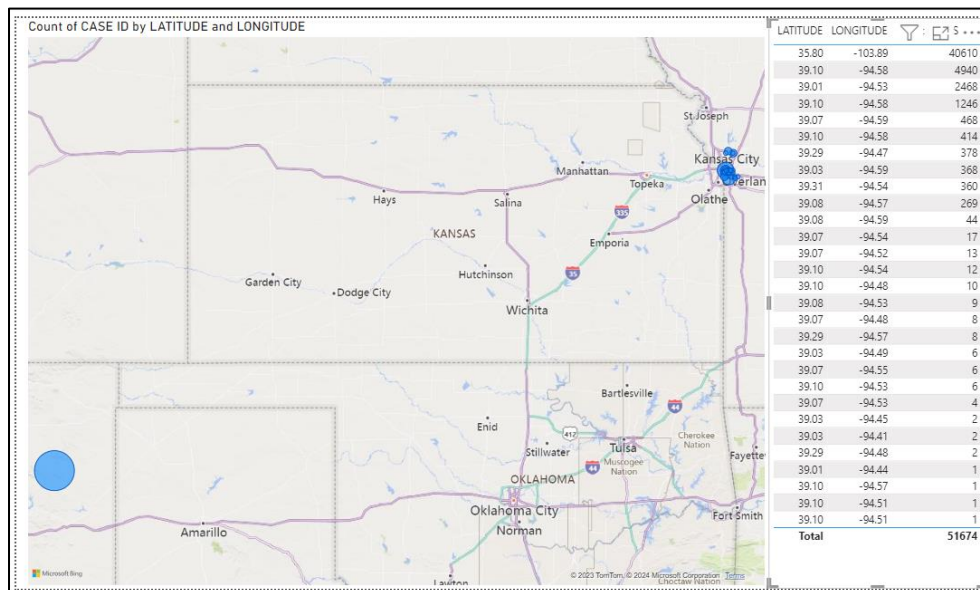 Count of CASE ID by LATITUDE and LONGITUDE
St Joseph
Kansas City
Manhattan
Topeka
Olathe
Hays
Salina
335
KANSAS
Emporia
35
Garden City
Hutchinson
Dodge City
Wichita
Bartlesville
44
Enid
412
Cherokee
Nation
Stillwater
Tulsa
Fayette
Muscogee
Nation
44
OKLAHOMA
Oklahoma City
Fort Smith
Norman
Amarillo
Lawton
Microsoft Bing
© 2023 TomTom, © 2024 Microsoft Corporation Terms
Choctaw Nation
LATITUDE LONGITUDE S
35.80 -103.89 40610
39.10 -94.58 4940
39.01 -94.53 2468
39.10 -94.58 1246
39.07 -94.59 468
39.10 -94.58 414
39.29 -94.47 378
39.03 -94.59 368
39.31 -94.54 360
39.08 -94.57 269
39.08 -94.59 44
39.07 -94.54 17
39.07 -94.52 13
39.10 -94.54 12
39.10 -94.48 10
39.08 -94.53 9
39.07 -94.48 8
39.29 -94.57 8
39.03 -94.49 6
39.07 -94.55 6
39.10 -94.53 6
39.07 -94.53 4
39.03 -94.45 2
39.03 -94.41 2
39.29 -94.48 2
39.01 -94.44 1
39.10 -94.57 1
39.10 -94.51 1
39.10 -94.51 1
Total 51674